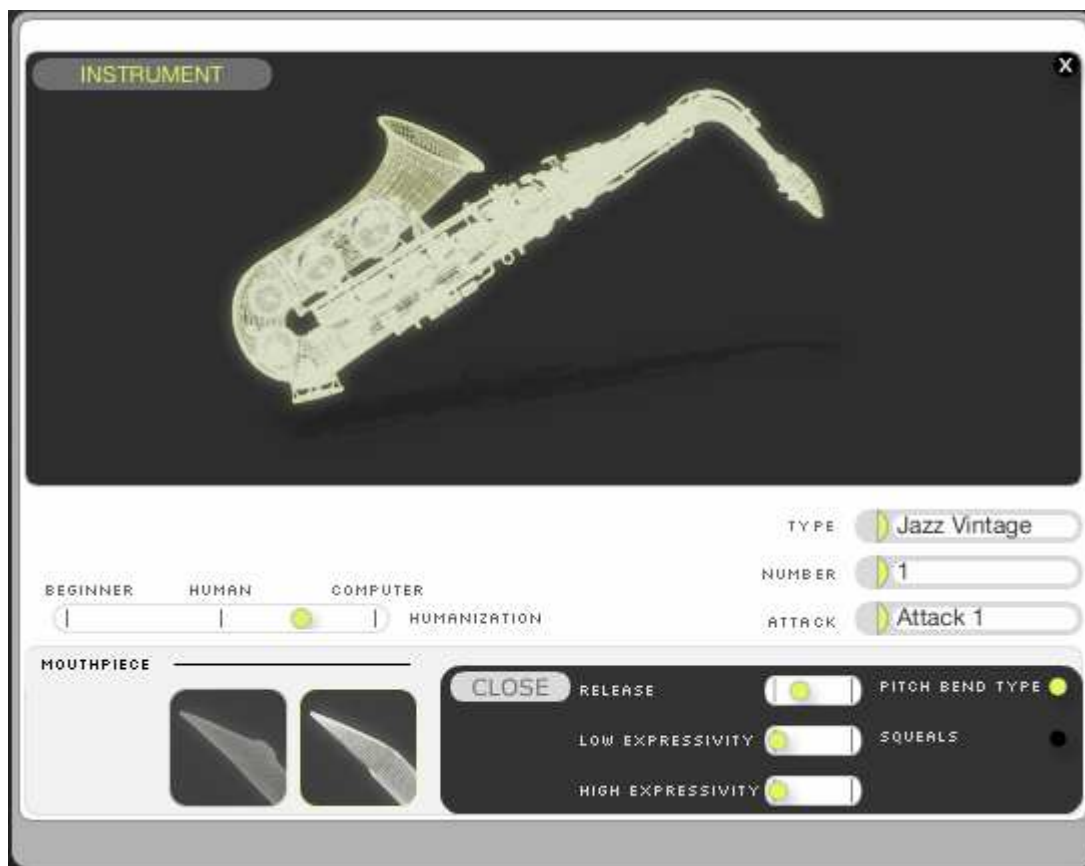 INSTRUMENT
X
TYPE Jazz Vintage
NUMBER 1
BEGINNER HUMAN COMPUTER
HUMANIZATION
ATTACK Attack 1
MOUTHPIECE
CLOSE RELEASE PITCH BEND TYPE
LOW EXPRESSIVITY SQUEALS
HIGH EXPRESSIVITY